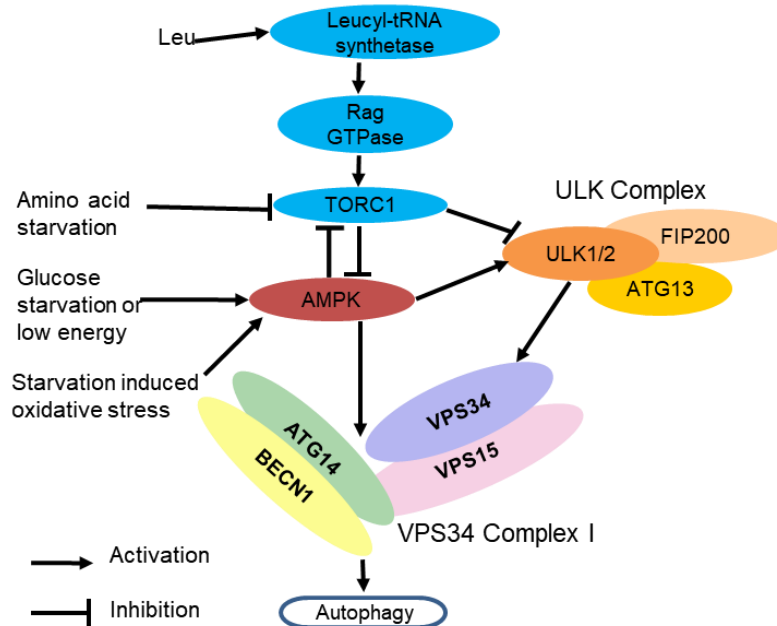 Leu
Leucyl-tRNA
synthetase
Rag
GTPase
Amino acid
starvation
TORC1
ULK Complex
FIP200
ULK1/2
ATG13
Glucose
starvation or
low energy
AMPK
Starvation induced
oxidative stress
ATG14
BECN1
VPS34
VPS15
VPS34 Complex I
Activation
Inhibition
Autophagy